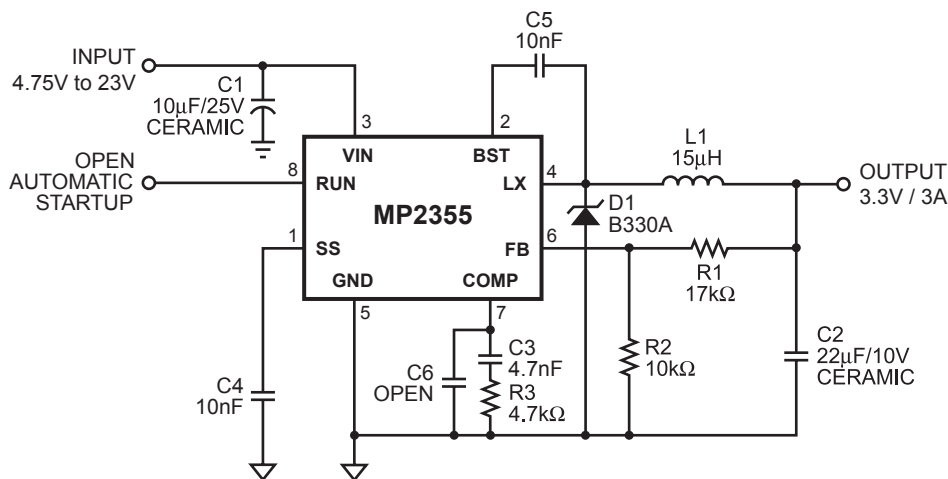 C5
10nF
INPUT
4.75V to 23V
C1
10μF/25V
CERAMIC
3
2
VIN
BST
L1
15μH
OPEN
AUTOMATIC
STARTUP
8
RUN
LX
4
OUTPUT
3.3V / 3A
MP2355
D1
B330A
1
SS
FB
6
R1
17kΩ
GND
COMP
5
7
C4
10nF
C6
OPEN
C3
4.7nF
R3
4.7kΩ
R2
10kΩ
C2
22μF/10V
CERAMIC